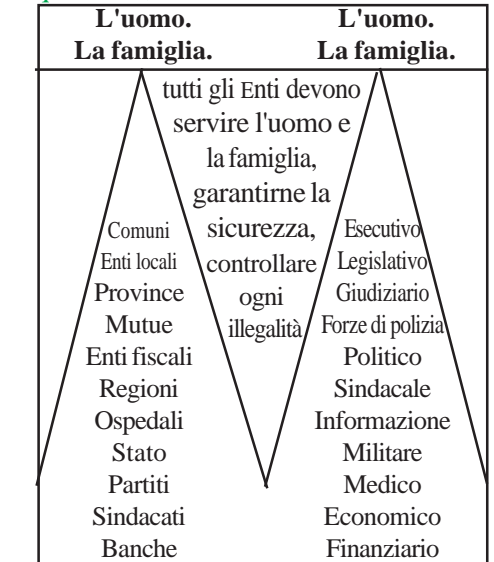 L'uomo. L'uomo.
La famiglia. La famiglia.
tutti gli Enti devono
servire l'uomo e
la famiglia,
garantirne la
sicurezza,
controllare
ogni
illegalità
Comuni
Enti locali
Province
Mutue
Enti fiscali
Regioni
Ospedali
Stato
Partiti
Sindacati
Banche
Esecutivo
Legislativo
Giudiziario
Forze di polizia
Politico
Sindacale
Informazione
Militare
Medico
Economico
Finanziario